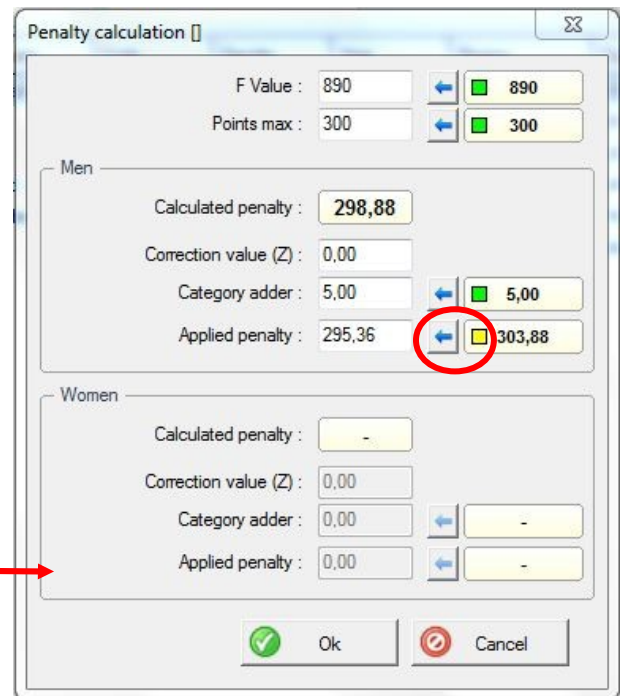 Penalty calculation []
F Value : 890 890
Points max : 300 300
Men
Calculated penalty : 298,88
Correction value (Z) : 0,00
Category adder : 5,00 5,00
Applied penalty : 295,36 303,88
Women
Calculated penalty : -
Correction value (Z) : 0,00
Category adder : 0,00 -
Applied penalty : 0,00 -
Ok Cancel